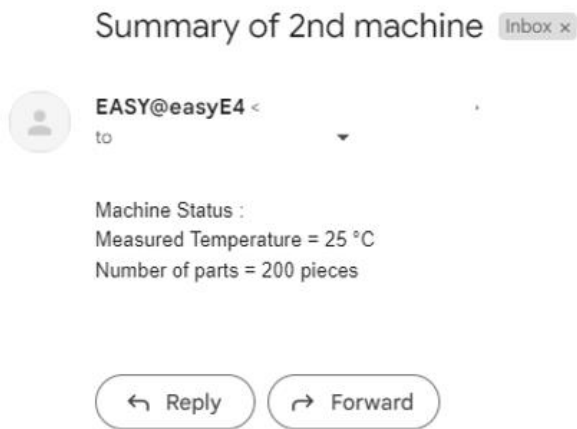 Summary of 2nd machine Inbox ×
EASY@easyE4 <
to
Machine Status :
Measured Temperature = 25 °C
Number of parts = 200 pieces
Reply Forward